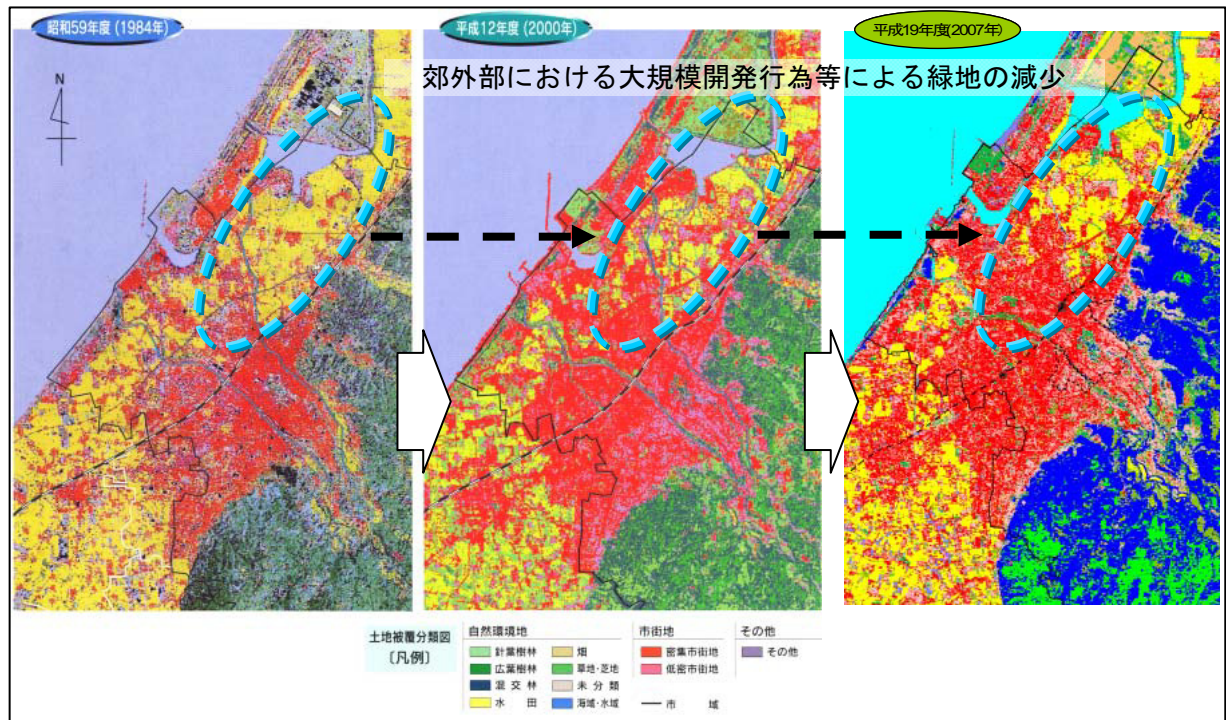 昭和59年度(1984年)
平成12年度(2000年)
平成19年度(2007年)
郊外部における大規模開発行為等による緑地の減少
N
土地被覆分類図
〔凡例〕
自然環境地
針葉樹林
広葉樹林
混交林
水 田
畑
草地・芝地
未分類
海域・水域
市街地
密集市街地
低密市街地
市 域
その他
その他